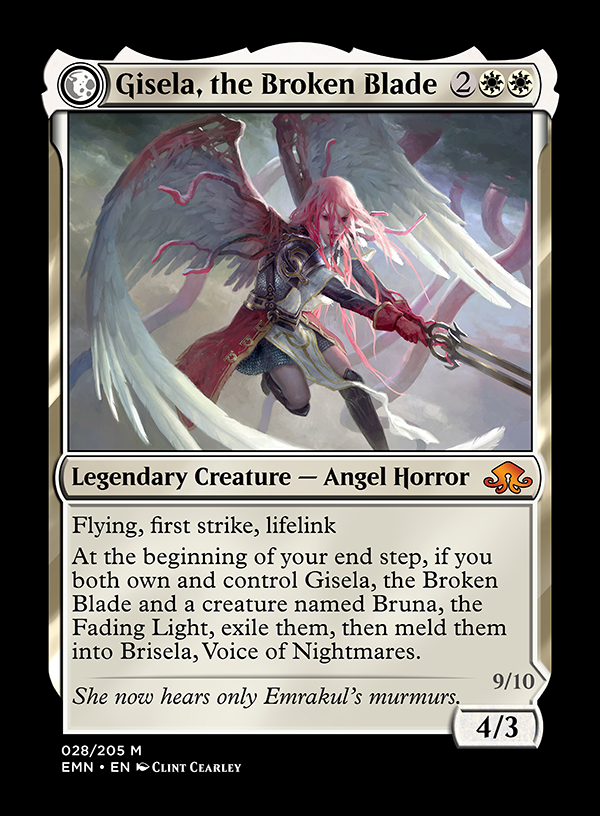 Gisela, the Broken Blade 2
Legendary Creature — Angel Horror
Flying, first strike, lifelink
At the beginning of your end step, if you
both own and control Gisela, the Broken
Blade and a creature named Bruna, the
Fading Light, exile them, then meld them
into Brisela, Voice of Nightmares.
9/10
She now hears only Emrakul's murmurs.
4/3
028/205 M
EMN • EN Clint Cearley